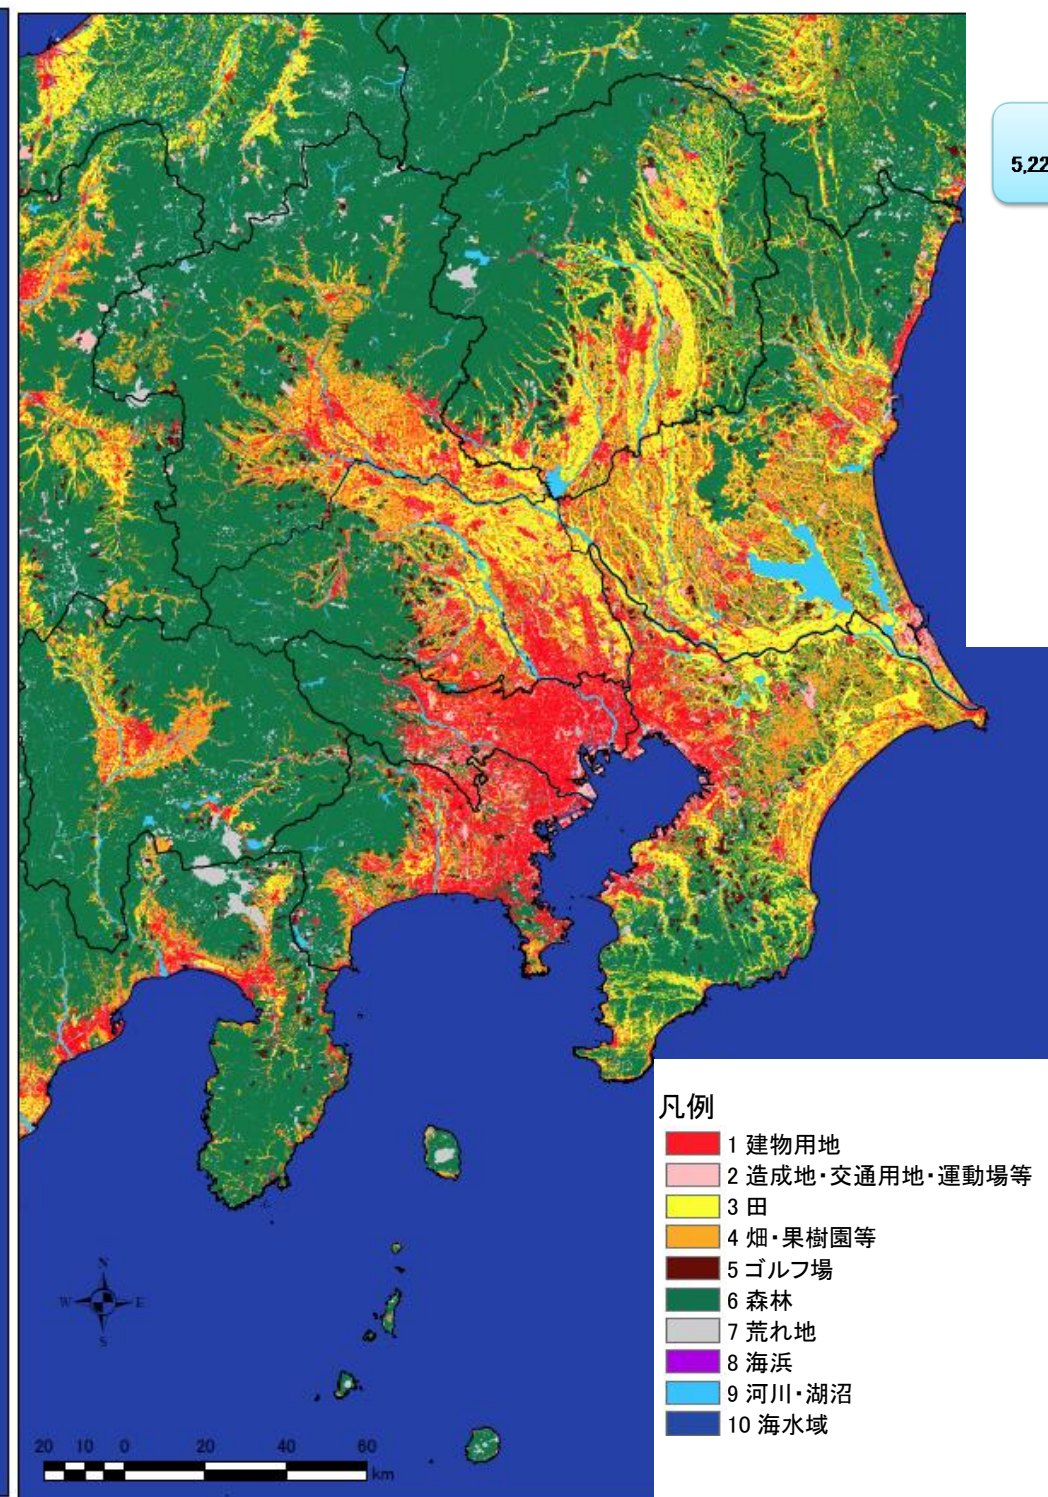 5,22
凡例
1 建物用地
2 造成地・交通用地・運動場等
3 田
4 畑・果樹園等
5 ゴルフ場
6 森林
7 荒れ地
8 海浜
9 河川・湖沼
10 海水域
N
W E
S
20 10 0 20 40 60
km